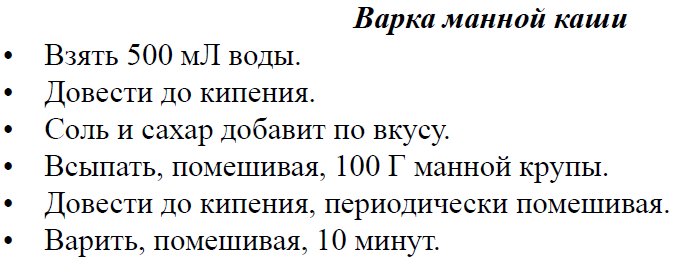 Варка манной каши
• Взять 500 мЛ воды.
• Довести до кипения.
• Соль и сахар добавит по вкусу.
• Всыпать, помешивая, 100 Г манной крупы.
• Довести до кипения, периодически помешивая.
• Варить, помешивая, 10 минут.